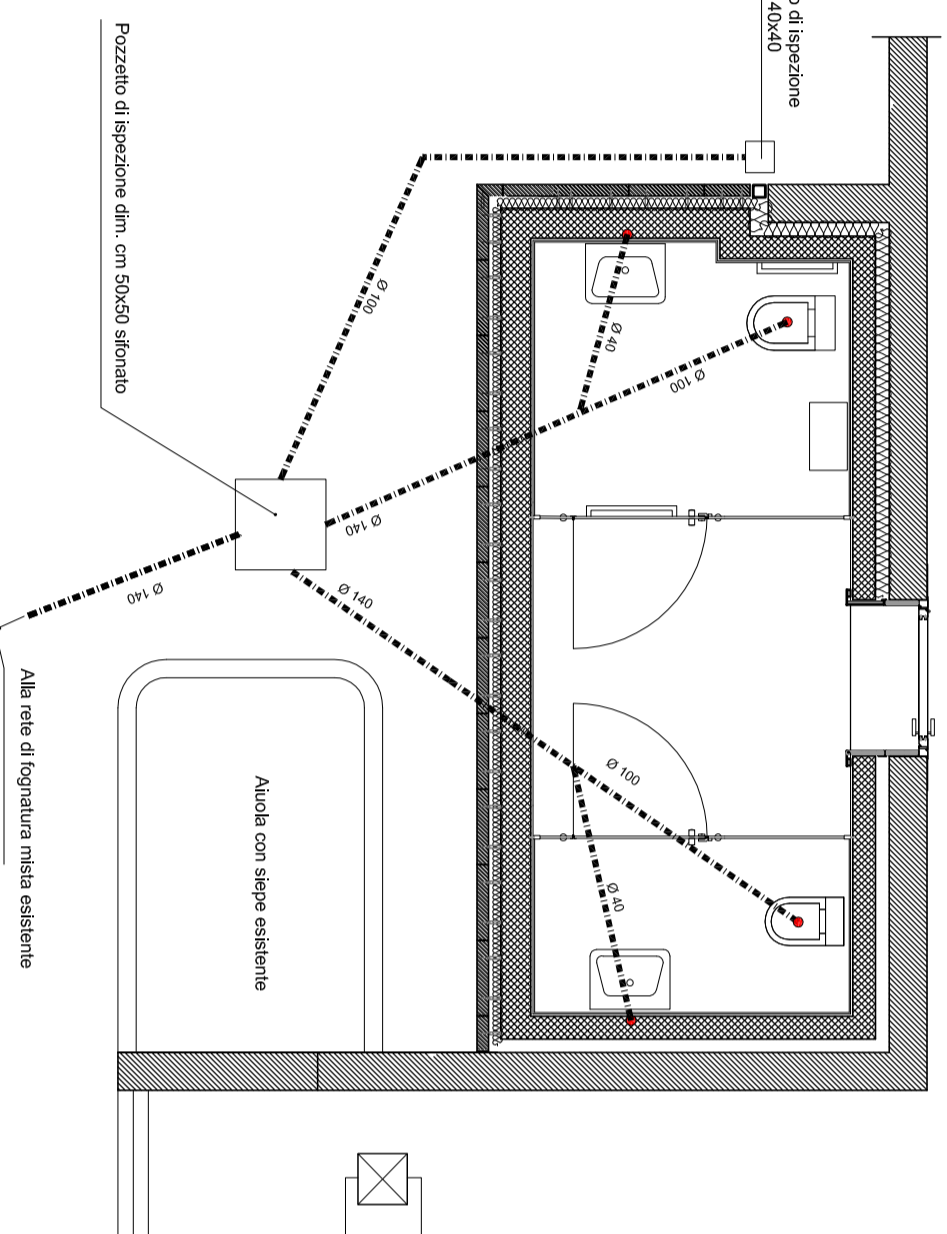 di ispezione
40x40
Pozzetto di ispezione dim. cm 50x50 sifonato
Ø 100
Ø 40
Ø 100
Ø 140
Ø 140
Ø 140
Ø 100
Ø 40
Aiuola con siepe esistente
Alla rete di fognatura mista esistente